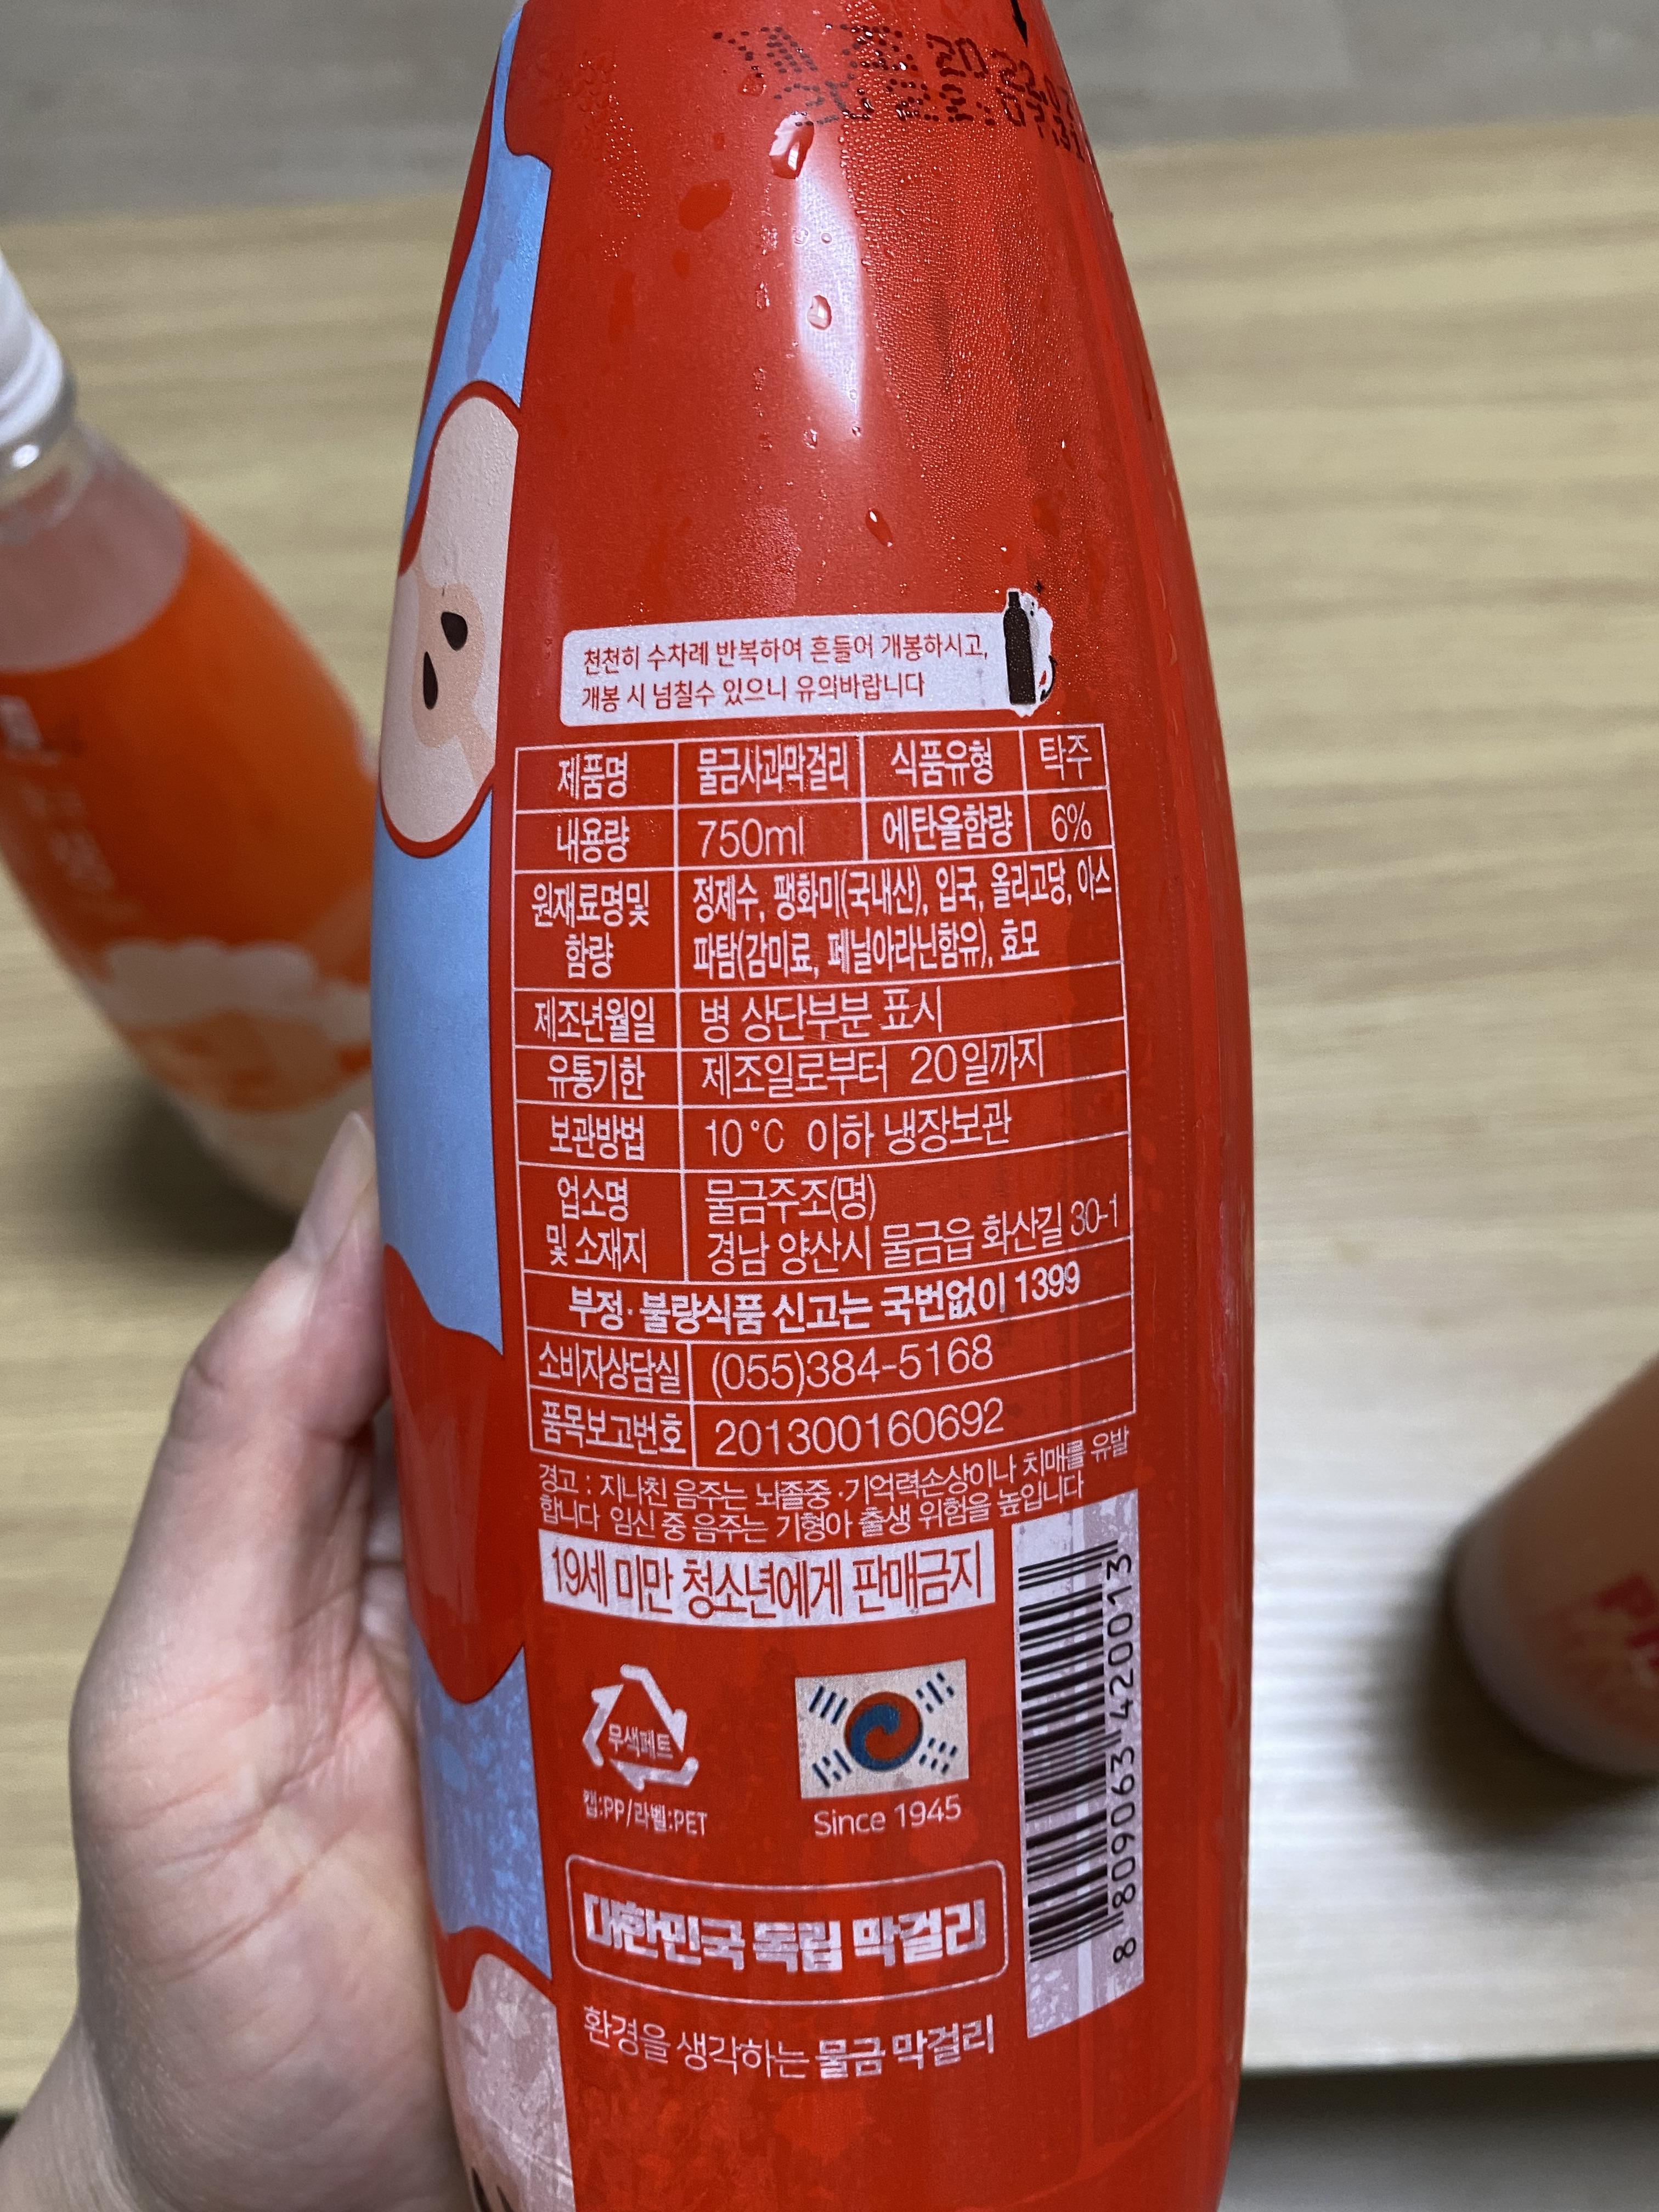 제조 2022.07
2022.07.31
천천히 수차례 반복하여 흔들어 개봉하시고,
개봉 시 넘칠수 있으니 유의바랍니다
제품명 물금사과막걸리 식품유형 탁주
내용량 750ml 에탄올함량 6%
원재료명및 함량 정제수, 팽화미(국내산), 입국, 올리고당, 아스
파탐(감미료, 페닐아라닌함유), 효모
제조년월일 병 상단부분 표시
유통기한 제조일로부터 20일까지
보관방법 10℃ 이하 냉장보관
업소명 및 소재지 물금주조(명)
경남 양산시 물금읍 화산길 30-1
부정·불량식품 신고는 국번없이 1399
소비자상담실 (055)384-5168
품목보고번호 201300160692
경고 : 지나친 음주는 뇌졸중·기억력손상이나 치매를 유발
합니다 임신 중 음주는 기형아 출생 위험을 높입니다
19세 미만 청소년에게 판매금지
무색페트
캡:PP/라벨:PET
Since 1945
8 809063 420013
대한민국 독립 막걸리
환경을 생각하는 물금 막걸리